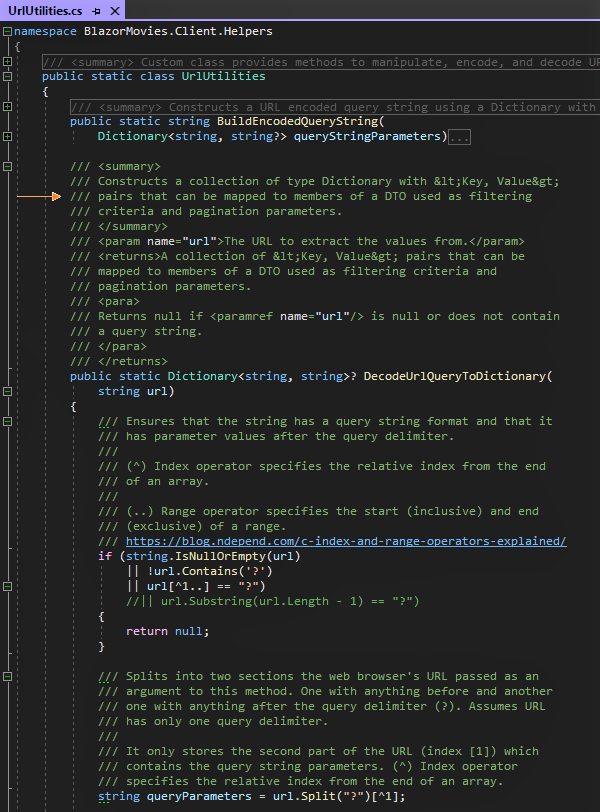 UrlUtilities.cs
namespace BlazorMovies.Client.Helpers
{
/// <summary> Custom class provides methods to manipulate, encode, and decode UR
public static class UrlUtilities
{
/// <summary> Constructs a URL encoded query string using a Dictionary with
public static string BuildEncodedQueryString(
Dictionary<string, string?> queryStringParameters)...
/// <summary>
/// Constructs a collection of type Dictionary with &lt;Key, Value&gt;
/// pairs that can be mapped to members of a DTO used as filtering
/// criteria and pagination parameters.
/// </summary>
/// <param name="url">The URL to extract the values from.</param>
/// <returns>A collection of &lt;Key, Value&gt; pairs that can be
/// mapped to members of a DTO used as filtering criteria and
/// pagination parameters.
/// <para>
/// Returns null if <paramref name="url"/> is null or does not contain
/// a query string.
/// </para>
/// </returns>
public static Dictionary<string, string>? DecodeUrlQueryToDictionary(
string url)
{
/// Ensures that the string has a query string format and that it
/// has parameter values after the query delimiter.
///
/// (^) Index operator specifies the relative index from the end
/// of an array.
///
/// (..) Range operator specifies the start (inclusive) and end
/// (exclusive) of a range.
/// https://blog.ndepend.com/c-index-and-range-operators-explained/
if (string.IsNullOrEmpty(url)
|| !url.Contains('?')
|| url[^1..] == "?")
//|| url.Substring(url.Length - 1) == "?")
{
return null;
}
/// Splits into two sections the web browser's URL passed as an
/// argument to this method. One with anything before and another
/// one with anything after the query delimiter (?). Assumes URL
/// has only one query delimiter.
///
/// It only stores the second part of the URL (index [1]) which
/// contains the query string parameters. (^) Index operator
/// specifies the relative index from the end of an array.
string queryParameters = url.Split("?")[^1];